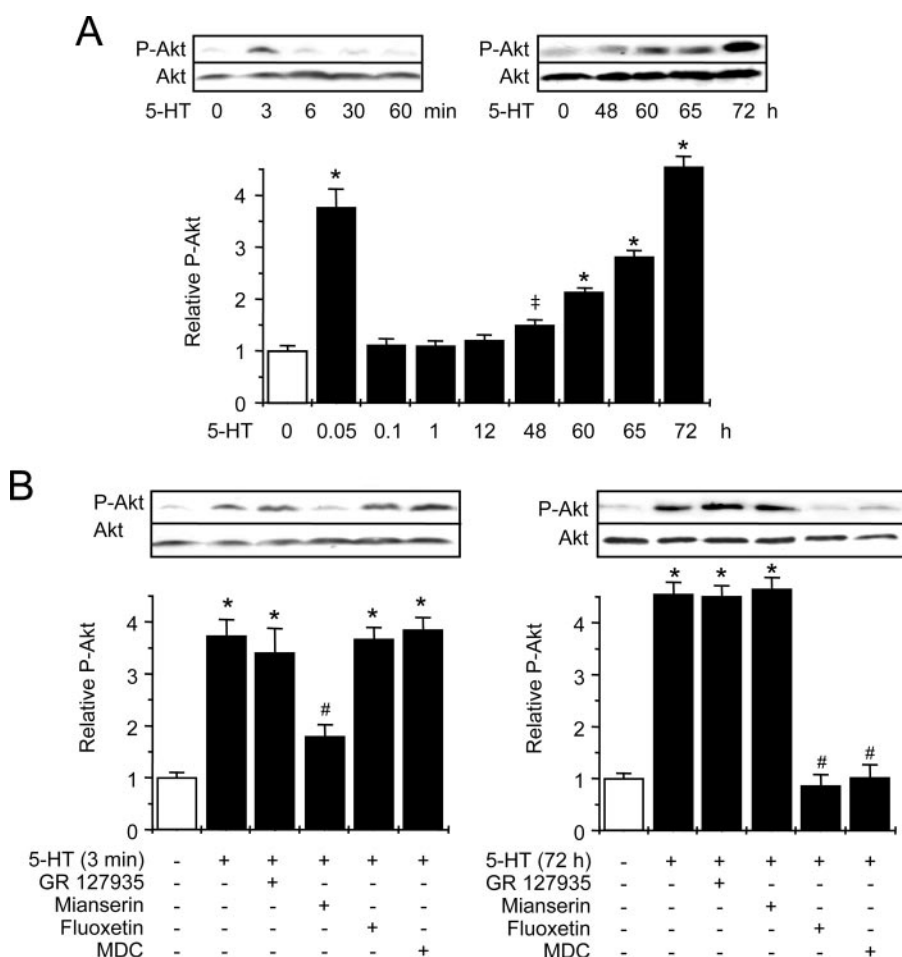 A
P-Akt
Akt
5-HT 0 3 6 30 60 min
P-Akt
Akt
5-HT 0 48 60 65 72 h
Relative P-Akt
4
3
2
1
0
* ‡ * * *
5-HT 0 0.05 0.1 1 12 48 60 65 72 h
B
P-Akt
Akt
Relative P-Akt
4
3
2
1
0
* * # * *
5-HT (3 min) - + + + + +
GR 127935 - - + - - -
Mianserin - - - + - -
Fluoxetin - - - - + -
MDC - - - - - +
P-Akt
Akt
Relative P-Akt
4
3
2
1
0
* * * # #
5-HT (72 h) - + + + + +
GR 127935 - - + - - -
Mianserin - - - + - -
Fluoxetin - - - - + -
MDC - - - - - +